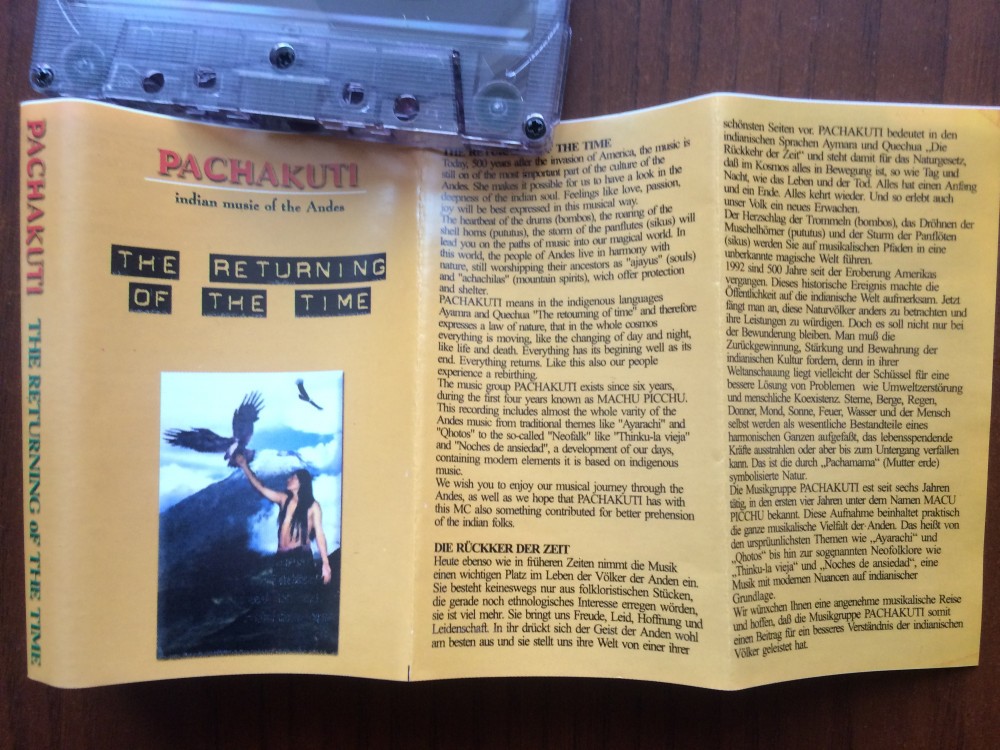 PACHAKUTI THE RETURNING OF THE TIME
PACHAKUTI
indian music of the Andes
THE RETURNING
OF THE TIME
THE TIME
Today, 500 years after the invasion of America, the music is
still on of the most important part of the culture of the
Andes. She makes it possible for us to have a look in the
deepness of the indian soul. Feelings like love, passion,
joy will be best expressed in this musical way.
The heartbeat of the drums (bombos), the roaring of the
shell horns (pututus), the storm of the panflutes (sikus) will
lead you on the paths of music into our magical world. In
this world, the people of Andes live in harmony with
nature, still worshipping their ancestors as "ajayus" (souls)
and "achachilas" (mountain spirits), wich offer protection
and shelter.
PACHAKUTI means in the indigenous languages
Ayamra and Quechua "The retourning of time" and therefore
expresses a law of nature, that in the whole cosmos
everything is moving, like the changing of day and night,
like life and death. Everything has its begining well as its
end. Everything returns. Like this also our people
experience a rebirthing.
The music group PACHAKUTI exists since six years,
during the first four years known as MACHU PICCHU.
This recording includes almost the whole varity of the
Andes music from traditional themes like "Ayarachi" and
"Qhotos" to the so-called "Neofalk" like "Thinku-la vieja"
and "Noches de ansiedad", a development of our days,
containing modern elements it is based on indigenous
music.
We wish you to enjoy our musical journey through the
Andes, as well as we hope that PACHAKUTI has with
this MC also something contributed for better prehension
of the indian folks.
DIE RÜCKKER DER ZEIT
Heute ebenso wie in früheren Zeiten nimmt die Musik
einen wichtigen Platz im Leben der Völker der Anden ein.
Sie besteht keineswegs nur aus folkloristischen Stücken,
die gerade noch ethnologisches Interesse erregen wörden,
sie ist viel mehr. Sie bringt uns Freude, Leid, Hoffnung und
Leidenschaft. In ihr drückt sich der Geist der Anden wohl
am besten aus und sie stellt uns ihre Welt von einer ihrer
schönsten Seiten vor. PACHAKUTI bedeutet in den
indianischen Sprachen Aymara und Quechua „Die
Rückkehr der Zeit" und steht damit für das Naturgesetz,
daß im Kosmos alles in Bewegung ist, so wie Tag und
Nacht, wie das Leben und der Tod. Alles hat einen Anfang
und ein Ende. Alles kehrt wieder. Und so erlebt auch
unser Volk ein neues Erwachen.
Der Herzschlag der Trommeln (bombos), das Dröhnen der
Muschelhörner (pututus) und der Sturm der Panflöten
(sikus) werden Sie auf musikalischen Pfaden in eine
unbekannte magische Welt führen.
1992 sind 500 Jahre seit der Eroberung Amerikas
vergangen. Dieses historische Ereignis machte die
Öffentlichkeit auf die indianische Welt aufmerksam. Jetzt
fängt man an, diese Naturvölker anders zu betrachten und
ihre Leistungen zu würdigen. Doch es soll nicht nur bei
der Bewunderung bleiben. Man muß die
Zurückgewinnung, Stärkung und Bewahrung der
indianischen Kultur fordern, denn in ihrer
Weltanschauung liegt vielleicht der Schüssel für eine
bessere Lösung von Problemen wie Umweltzerstörung
und menschliche Koexistenz. Sterne, Berge, Regen,
Donner, Mond, Sonne, Feuer, Wasser und der Mensch
selbst werden als wesentliche Bestandteile eines
harmonischen Ganzen aufgefaßt, das lebensspendende
Kräfte ausstrahlen oder aber bis zum Untergang verfallen
kann. Das ist die durch „Pachamama" (Mutter erde)
symbolisierte Natur.
Die Musikgruppe PACHAKUTI est seit sechs Jahren
tätig, in den ersten vier Jahren unter dem Namen MACU
PICCHU bekannt. Diese Aufnahme beinhaltet praktisch
die ganze musikalische Vielfalt der Anden. Das heißt von
den ursprüunlichsten Themen wie „Ayarachi" und
„Qhotos" bis hin zur sogenannten Neofolklore wie
„Thinku-la vieja" und „Noches de ansiedad", eine
Musik mit modernen Nuancen auf indianischer
Grundlage.
Wir wünxchen Ihnen eine angenehme musikalische Reise
und hoffen, daß die Musikgruppe PACHAKUTI somit
einen Beitrag für ein besseres Verständnis der indianischen
Völker geleistet hat.